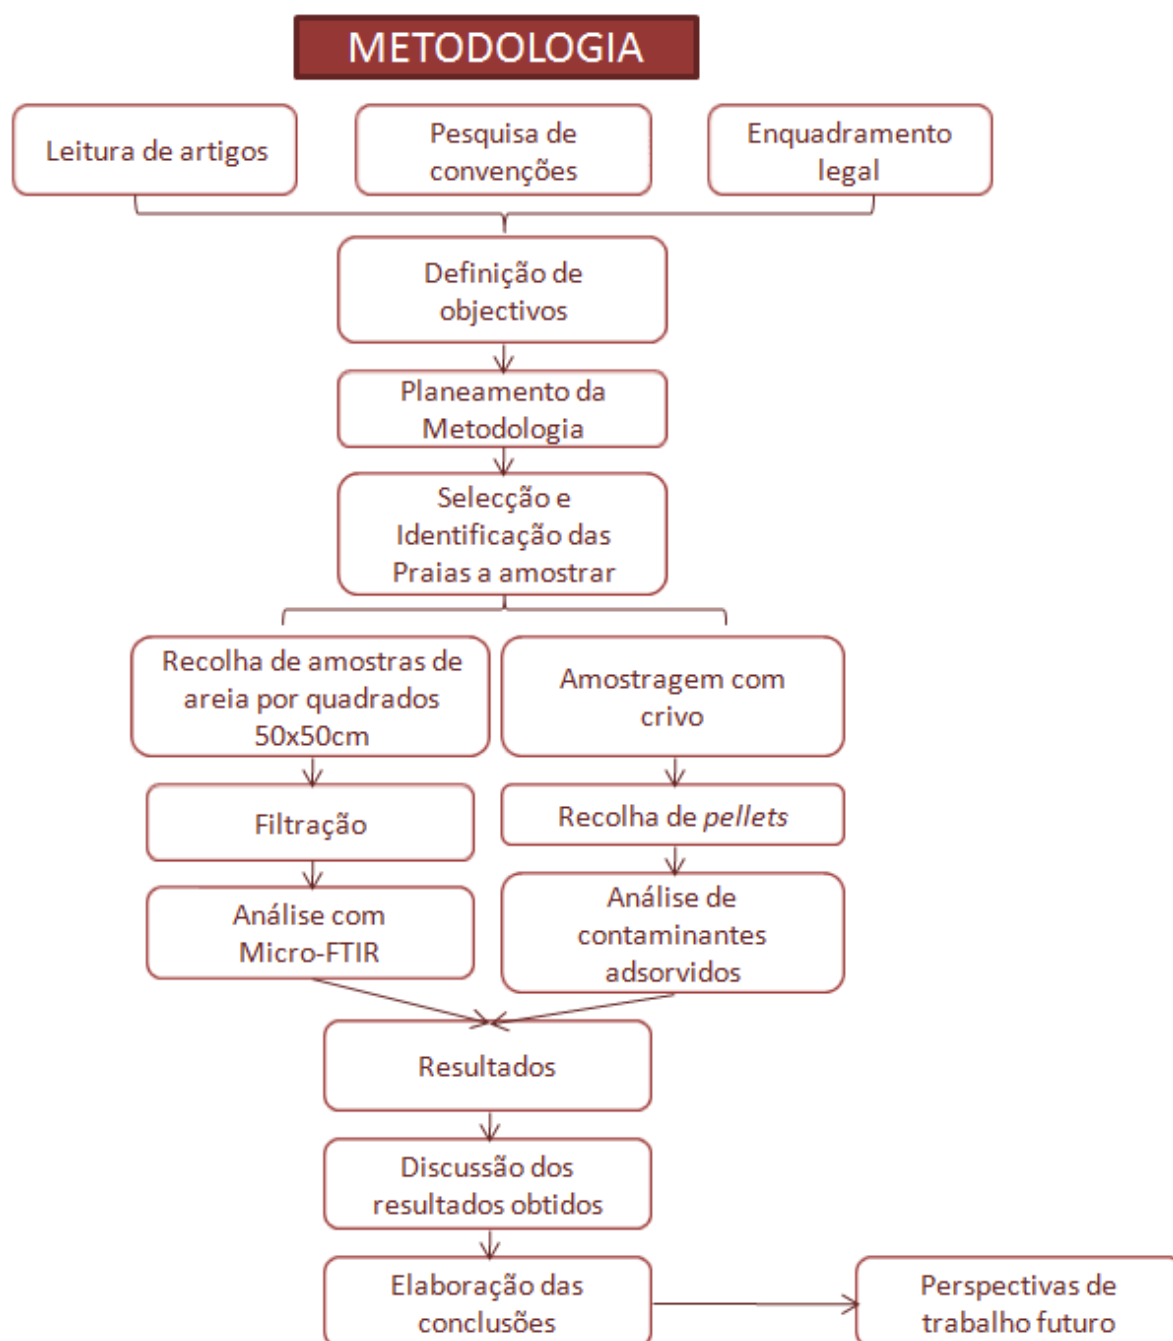 METODOLOGIA
Leitura de artigos
Pesquisa de
convenções
Enquadramento
legal
Definição de
objectivos
Planeamento da
Metodologia
Selecção e
Identificação das
Praias a amostrar
Recolha de amostras de
areia por quadrados
50x50cm
Amostragem com
crivo
Filtração
Recolha de pellets
Análise com
Micro-FTIR
Análise de
contaminantes
adsorvidos
Resultados
Discussão dos
resultados obtidos
Elaboração das
conclusões
Perspectivas de
trabalho futuro